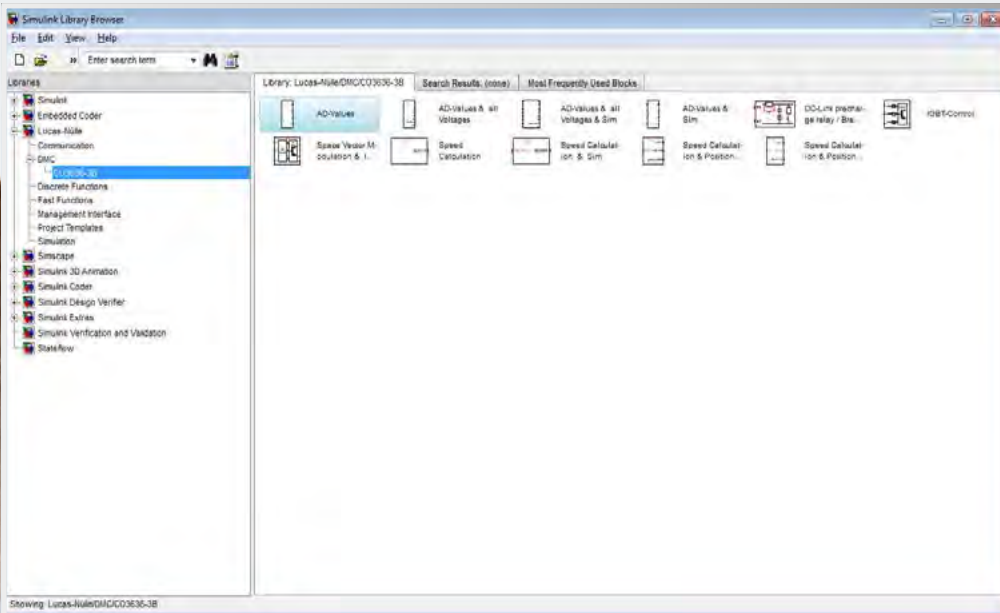 Simulink Library Browser
File Edit View Help
» Enter search term
Libraries
Library: Lucas-Nülle/DMC/CO3636-3B
Search Results: (none)
Most Frequently Used Blocks
Simulink
Embedded Coder
Lucas-Nülle
Communication
DMC
CO3636-3B
Discrete Functions
Fast Functions
Management Interface
Project Templates
Simulation
Simscape
Simulink 3D Animation
Simulink Coder
Simulink Design Verifier
Simulink Extras
Simulink Verification and Validation
Stateflow
AD-Values
AD-Values & all
Voltages
AD-Values & all
Voltages & Sim
AD-Values &
Sim
DC-Link prechar-
ge relay / Bra...
IGBT-Control
Space Vector M-
odulation & I...
Speed
Calculation
Speed Calculat-
ion & Sim
Speed Calculat-
ion & Position...
Speed Calculat-
ion & Position...
Showing: Lucas-Nülle/DMC/CO3636-3B